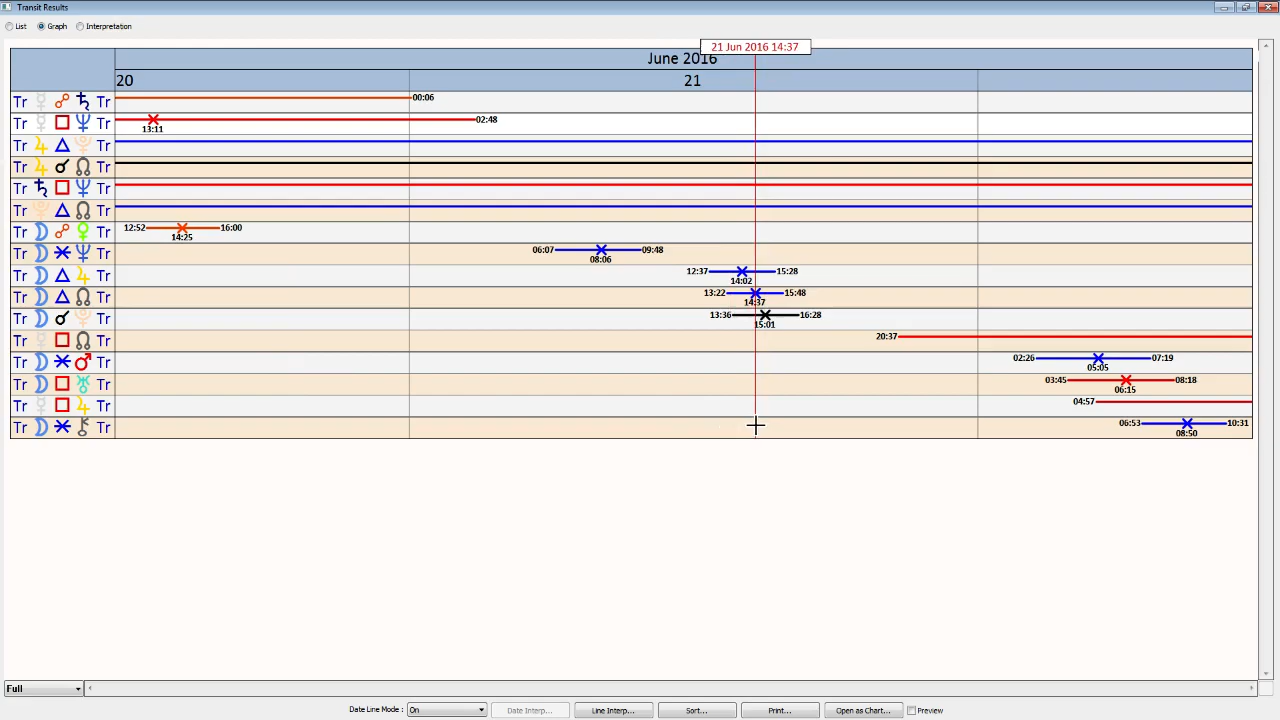 Transit Results
List Graph Interpretation
21 Jun 2016 14:37
June 2016
20 21
Tr ☿ ☍ ♄ Tr 00:06
Tr ☿ □ ♆ Tr 13:11 02:48
Tr ♃ △ ♇ Tr
Tr ♃ ☌ ☊ Tr
Tr ♄ □ ♆ Tr
Tr ♇ △ ☊ Tr
Tr ☽ ☍ ♀ Tr 12:52 14:25 16:00
Tr ☽ ⚹ ♆ Tr 06:07 08:06 09:48
Tr ☽ △ ♃ Tr 12:37 14:02 15:28
Tr ☽ △ ☊ Tr 13:22 14:37 15:48
Tr ☽ ☌ ♇ Tr 13:36 15:01 16:28
Tr ☿ □ ☊ Tr 20:37
Tr ☽ ⚹ ♂ Tr 02:26 05:05 07:19
Tr ☽ □ ♅ Tr 03:45 06:15 08:18
Tr ☿ □ ♃ Tr 04:57
Tr ☽ ⚹ ⚷ Tr 06:53 08:50 10:31
Full
Date Line Mode : On Date Interp... Line Interp... Sort... Print... Open as Chart... Preview